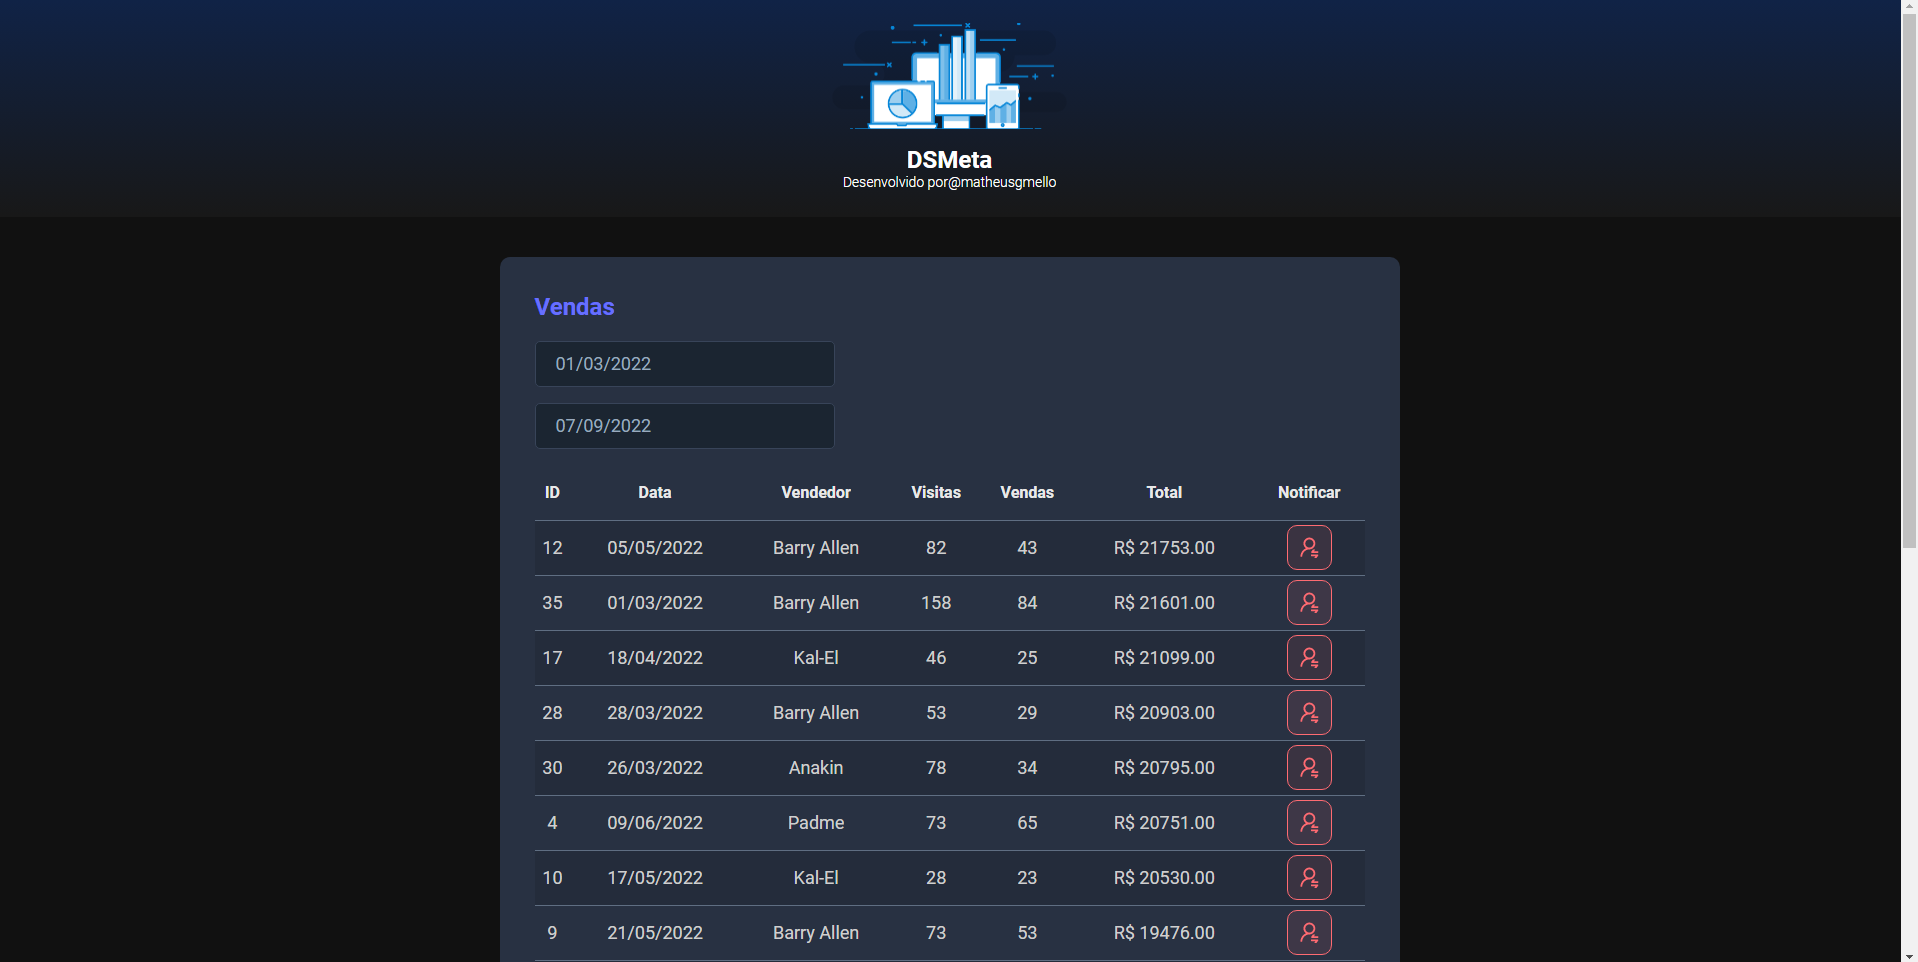 DSMeta
Desenvolvido por@matheusgmello
Vendas
01/03/2022
07/09/2022
ID Data Vendedor Visitas Vendas Total Notificar
12 05/05/2022 Barry Allen 82 43 R$ 21753.00
35 01/03/2022 Barry Allen 158 84 R$ 21601.00
17 18/04/2022 Kal-El 46 25 R$ 21099.00
28 28/03/2022 Barry Allen 53 29 R$ 20903.00
30 26/03/2022 Anakin 78 34 R$ 20795.00
4 09/06/2022 Padme 73 65 R$ 20751.00
10 17/05/2022 Kal-El 28 23 R$ 20530.00
9 21/05/2022 Barry Allen 73 53 R$ 19476.00